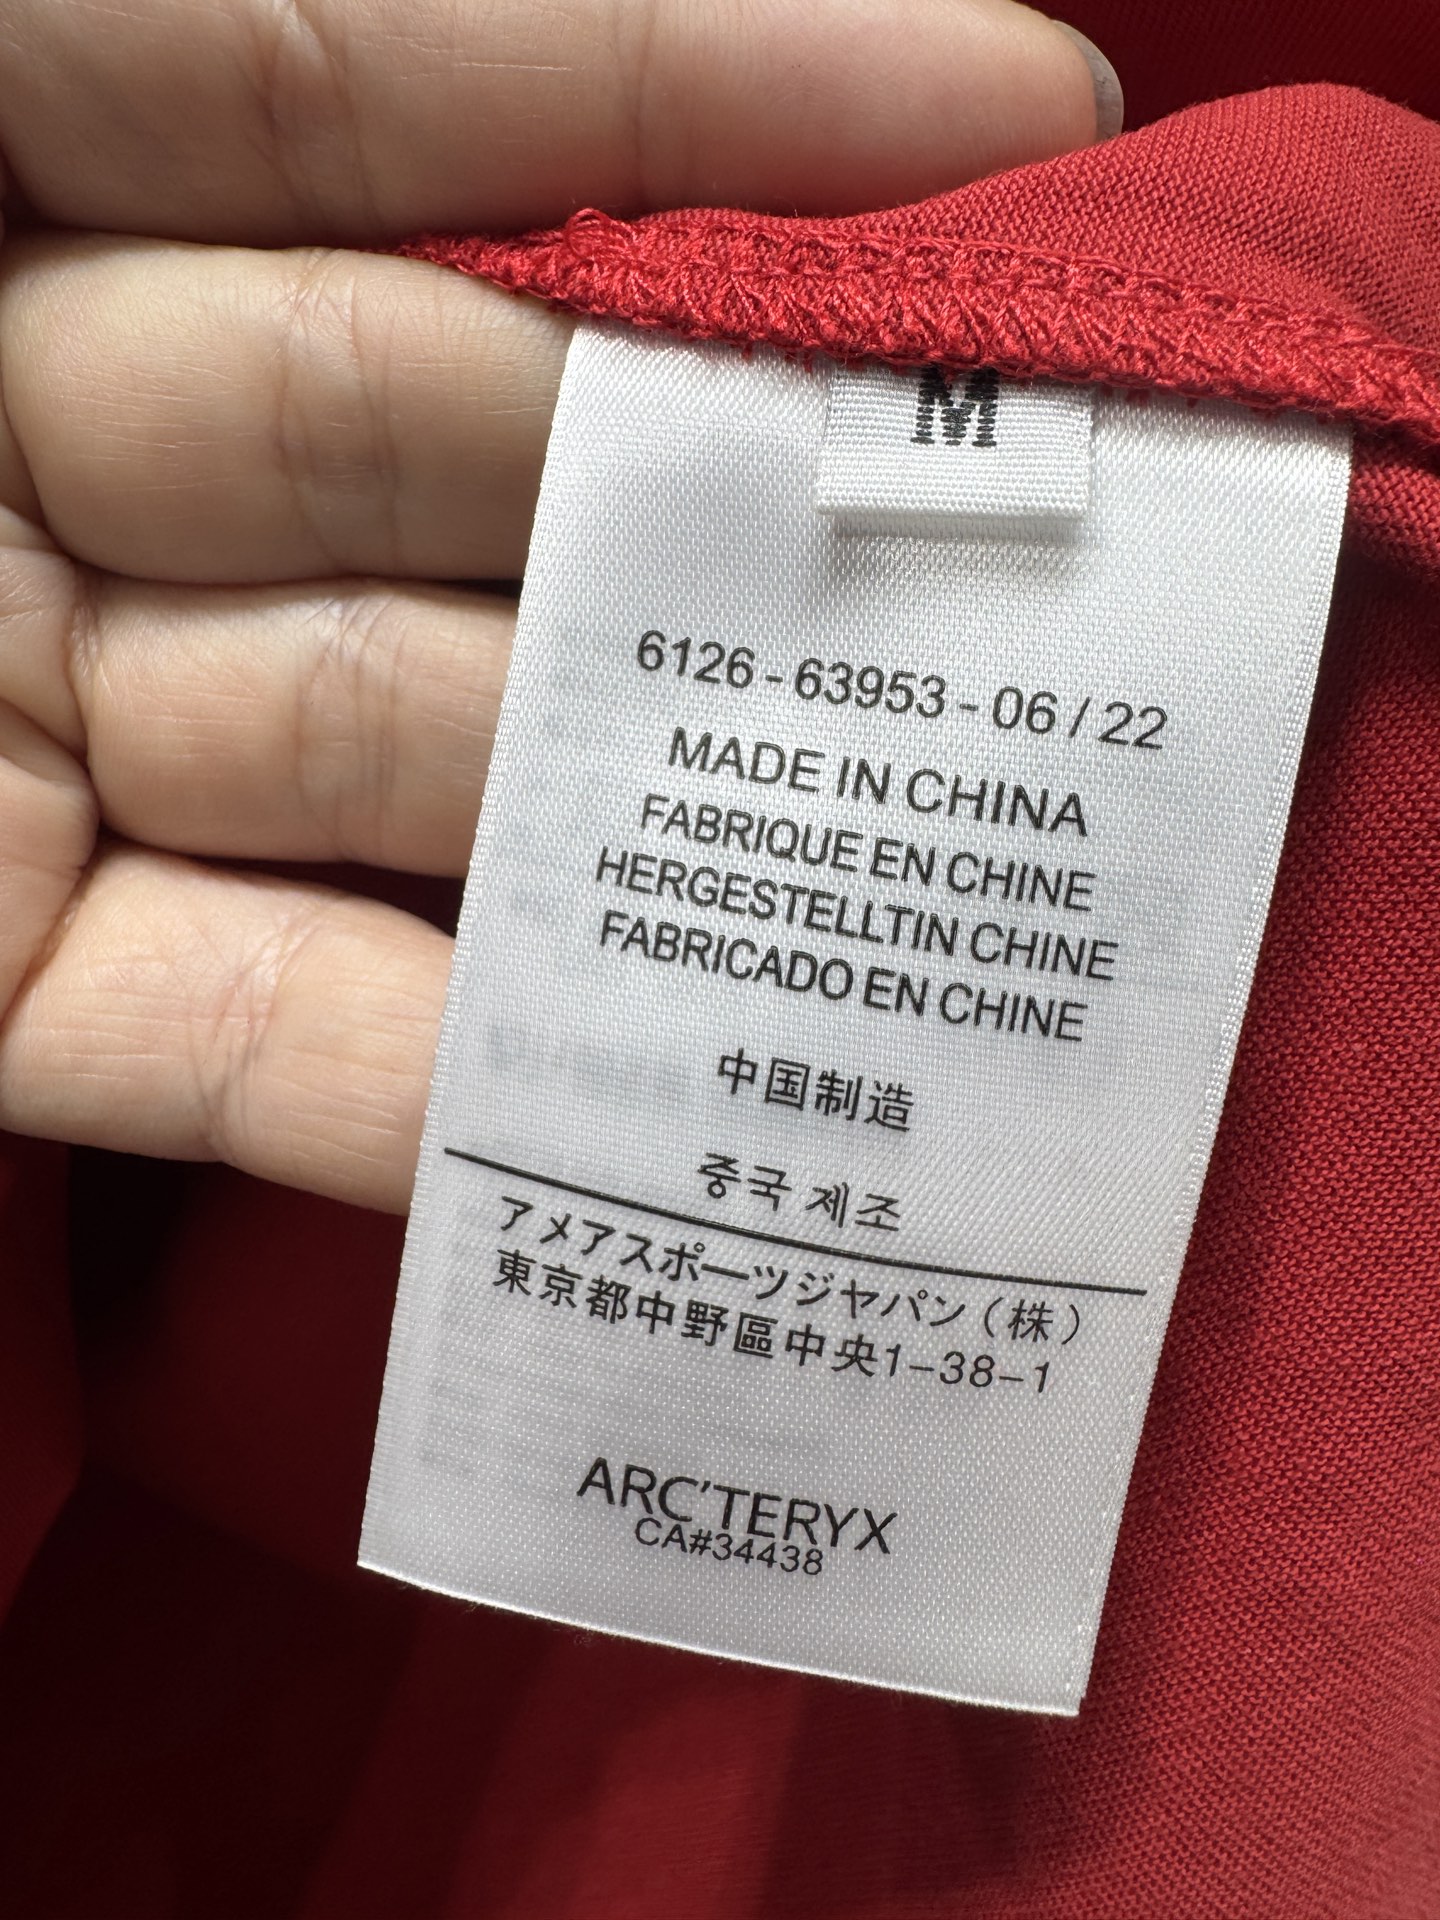 M
6126-63953-06/22
MADE IN CHINA
FABRIQUE EN CHINE
HERGESTELLTIN CHINE
FABRICADO EN CHINE
中国制造
중국 제조
アメアスポーツジヤパン(株)
東京都中野區中央1-38-1
ARC'TERYX
CA#34438